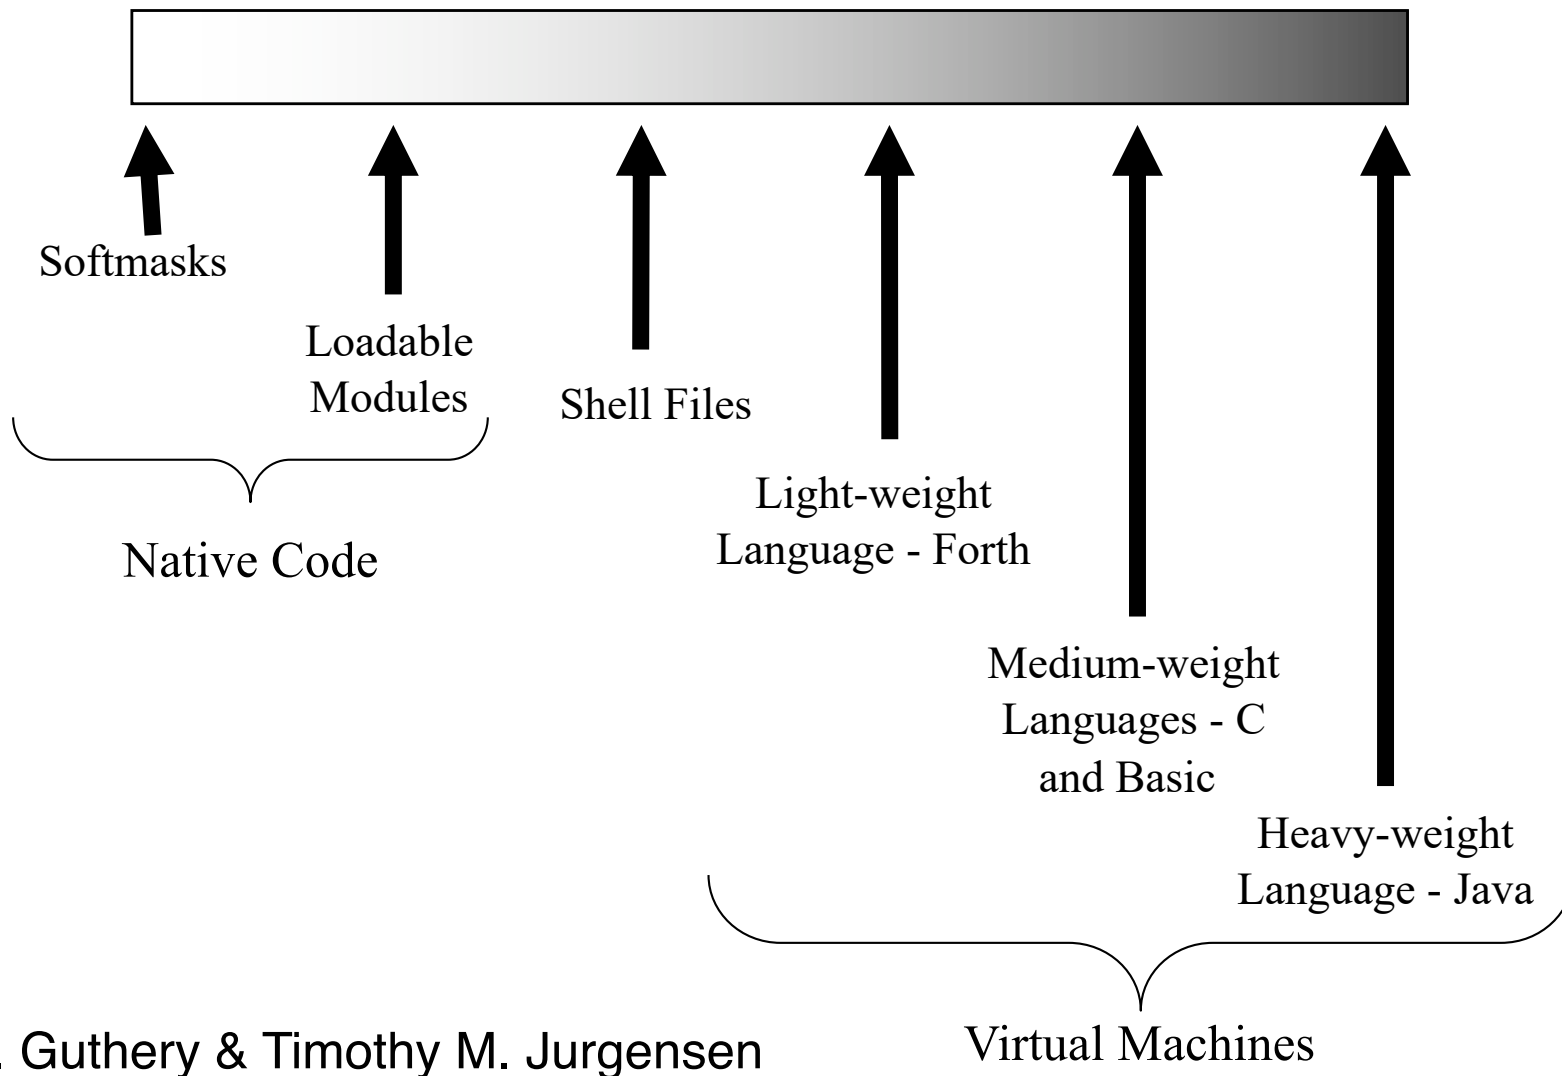 Softmasks
Loadable
Modules
Shell Files
Native Code
Light-weight
Language - Forth
Medium-weight
Languages - C
and Basic
Heavy-weight
Language - Java
Virtual Machines
. Guthery & Timothy M. Jurgensen